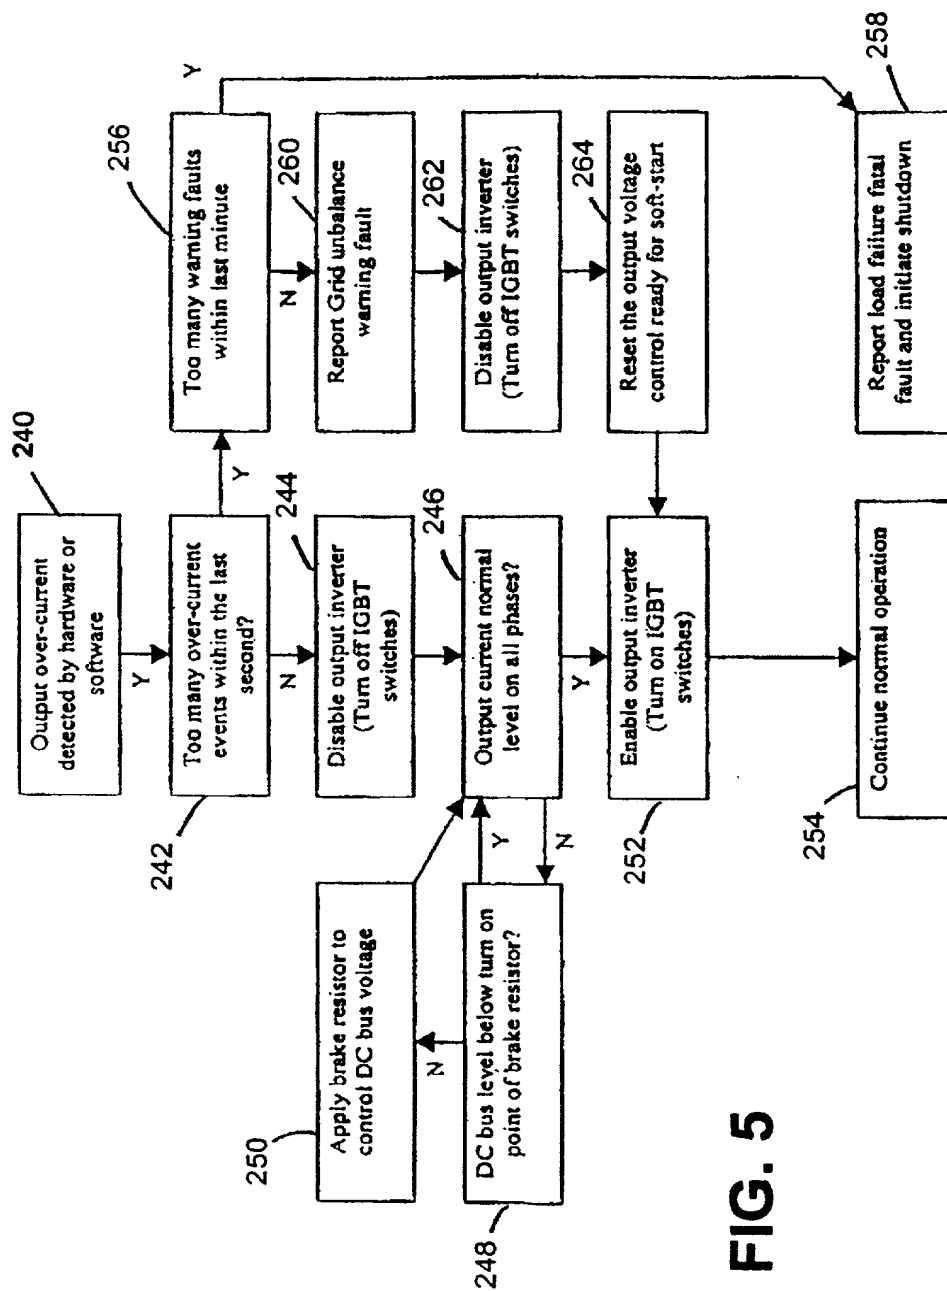 240
Output over-current
detected by hardware or
software
Y
242
Too many over-current
events within the last
second?
Y
N
256
Too many warning faults
within last minute
Y
N
244
Disable output inverter
(Turn off IGBT
switches)
260
Report Grid unbalance
warning fault
250
Apply brake resistor to
control DC bus voltage
N
246
Output current normal
level on all phases?
Y
N
Y
262
Disable output inverter
(Turn off IGBT switches)
248
DC bus level below turn on
point of brake resistor?
252
Enable output inverter
(Turn on IGBT
switches)
264
Reset the output voltage
control ready for soft-start
254
Continue normal operation
258
Report load failure fatal
fault and initiate shutdown
FIG. 5